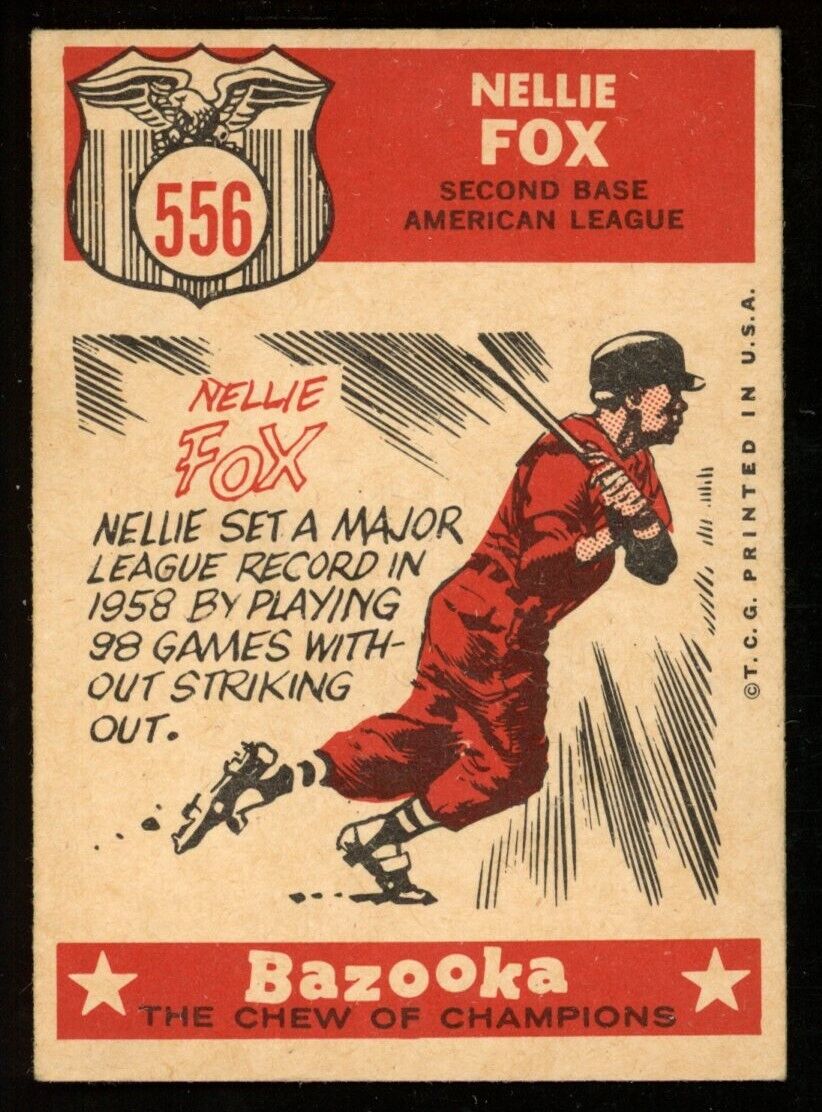 556
NELLIE
FOX
SECOND BASE
AMERICAN LEAGUE
NELLIE
FOX
NELLIE SET A MAJOR
LEAGUE RECORD IN
1958 BY PLAYING
98 GAMES WITH-
OUT STRIKING
OUT.
©T.C.G. PRINTED IN U.S.A.
Bazooka
THE CHEW OF CHAMPIONS